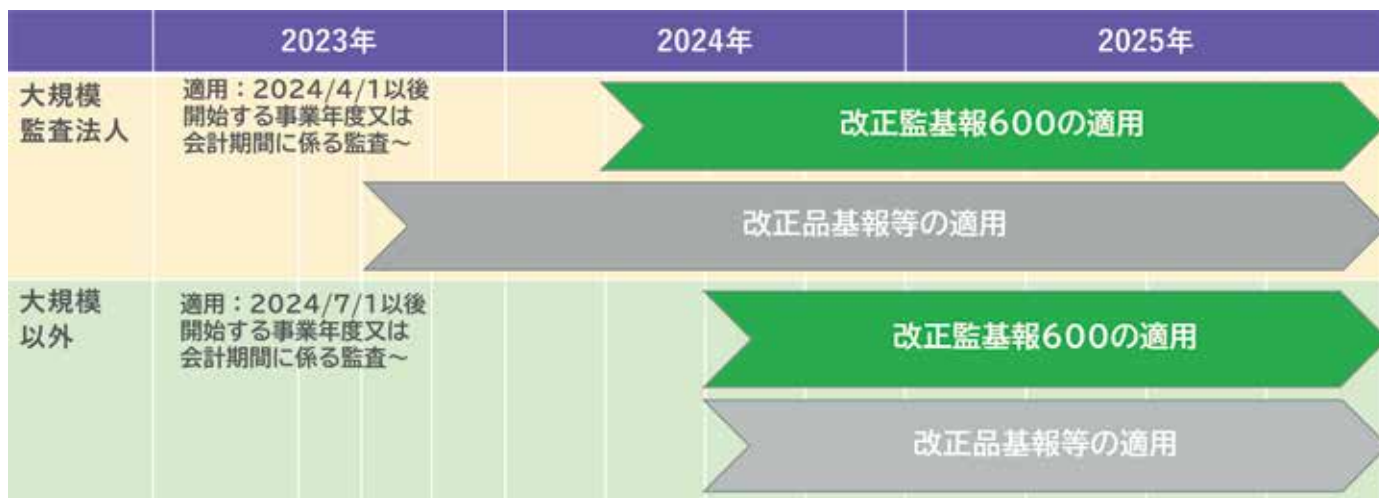 2023年
2024年
2025年
大規模
監査法人
適用：2024/4/1以後
開始する事業年度又は
会計期間に係る監査～
改正監基報600の適用
改正品基報等の適用
大規模
以外
適用：2024/7/1以後
開始する事業年度又は
会計期間に係る監査～
改正監基報600の適用
改正品基報等の適用